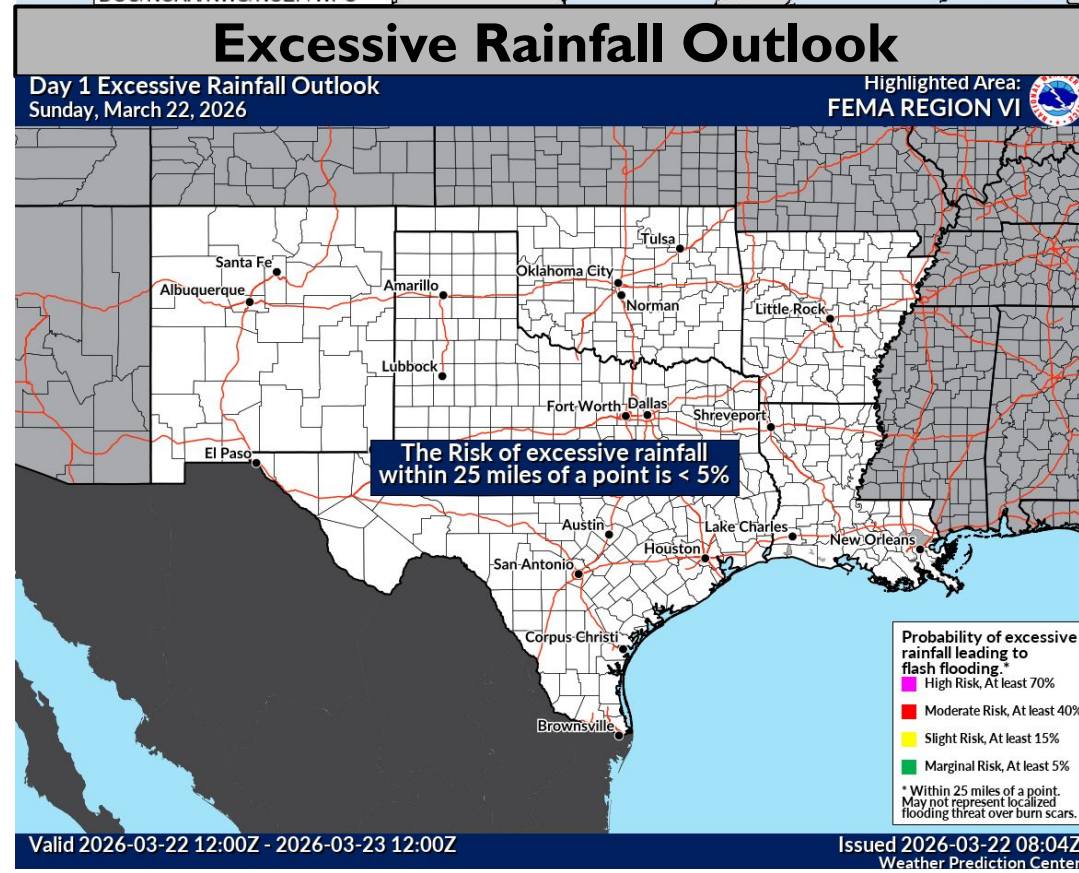 Excessive Rainfall Outlook
Day 1 Excessive Rainfall Outlook
Sunday, March 22, 2026
Highlighted Area:
FEMA REGION VI
Tulsa
Santa Fe
Oklahoma City
Albuquerque
Amarillo
Norman
Little Rock
Lubbock
Fort Worth
Dallas
Shreveport
El Paso
The Risk of excessive rainfall
within 25 miles of a point is < 5%
Austin
Lake Charles
New Orleans
Houston
San Antonio
Corpus Christi
Brownsville
Probability of excessive
rainfall leading to
flash flooding.*
High Risk, At least 70%
Moderate Risk, At least 40%
Slight Risk, At least 15%
Marginal Risk, At least 5%
* Within 25 miles of a point.
May not represent localized
flooding threat over burn scars.
Valid 2026-03-22 12:00Z - 2026-03-23 12:00Z
Issued 2026-03-22 08:04Z
Weather Prediction Center